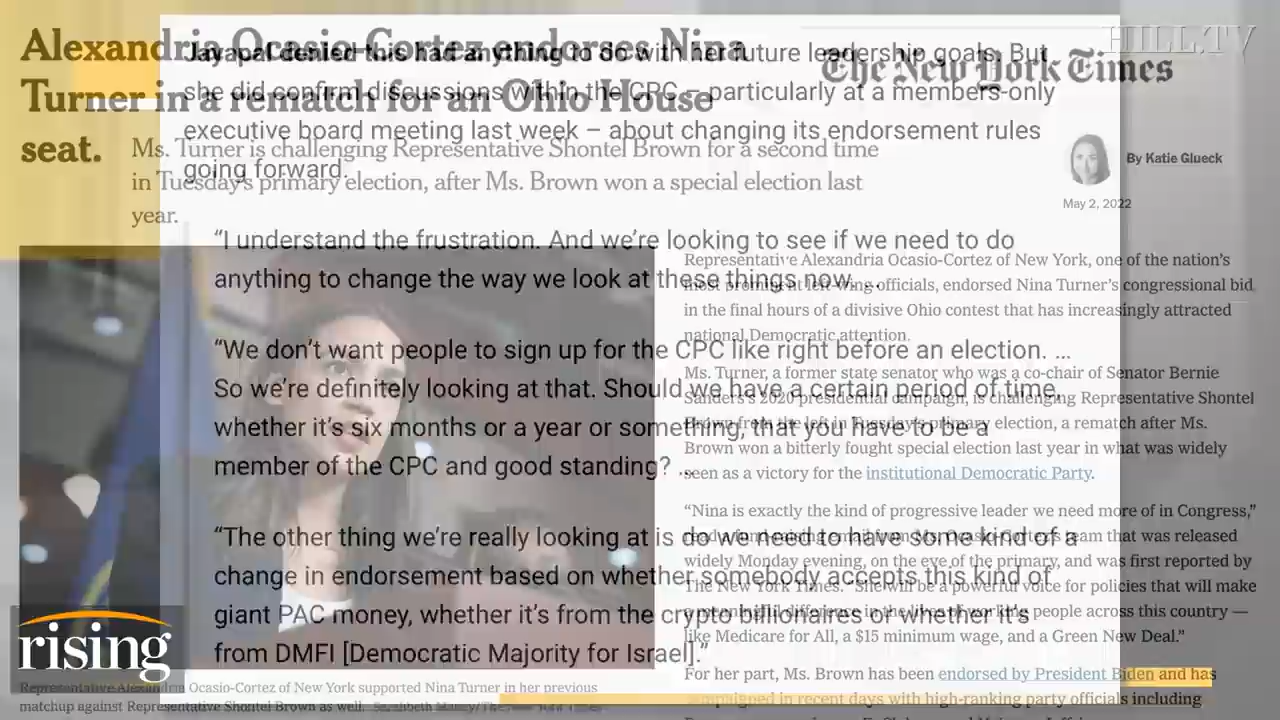 HILL.TV
Alexandria Ocasio-Cortez endorses Nina
Turner in a rematch for an Ohio House
seat.
Ms. Turner is challenging Representative Shontel Brown for a second time
in Tuesday's primary election, after Ms. Brown won a special election last
year.
The New York Times
By Katie Glueck
May 2, 2022
Jayapal denied this had anything to do with her future leadership goals. But
she did confirm discussions within the CPC – particularly at a members-only
executive board meeting last week – about changing its endorsement rules
going forward.
“I understand the frustration. And we’re looking to see if we need to do
anything to change the way we look at these things now...
“We don’t want people to sign up for the CPC like right before an election. ...
So we’re definitely looking at that. Should we have a certain period of time,
whether it’s six months or a year or something, that you have to be a
member of the CPC and good standing? ...
“The other thing we’re really looking at is do we need to have some kind of a
change in endorsement based on whether somebody accepts this kind of
giant PAC money, whether it’s from the crypto billionaires or whether it’s
from DMFI [Democratic Majority for Israel].”
Representative Alexandria Ocasio-Cortez of New York, one of the nation’s
most prominent left-wing officials, endorsed Nina Turner’s congressional bid
in the final hours of a divisive Ohio contest that has increasingly attracted
national Democratic attention.
Ms. Turner, a former state senator who was a co-chair of Senator Bernie
Sanders’s 2020 presidential campaign, is challenging Representative Shontel
Brown from the left in Tuesday’s primary election, a rematch after Ms.
Brown won a bitterly fought special election last year in what was widely
seen as a victory for the institutional Democratic Party.
“Nina is exactly the kind of progressive leader we need more of in Congress,”
team that was released
widely Monday evening, on the eve of the primary, and was first reported by
The New York Times. “She will be a powerful voice for policies that will make
a meaningful difference in the lives of working people across this country —
like Medicare for All, a $15 minimum wage, and a Green New Deal.”
For her part, Ms. Brown has been endorsed by President Biden and has
campaigned in recent days with high-ranking party officials including
rising
Representative Alexandria Ocasio-Cortez of New York supported Nina Turner in her previous
matchup against Representative Shontel Brown as well.